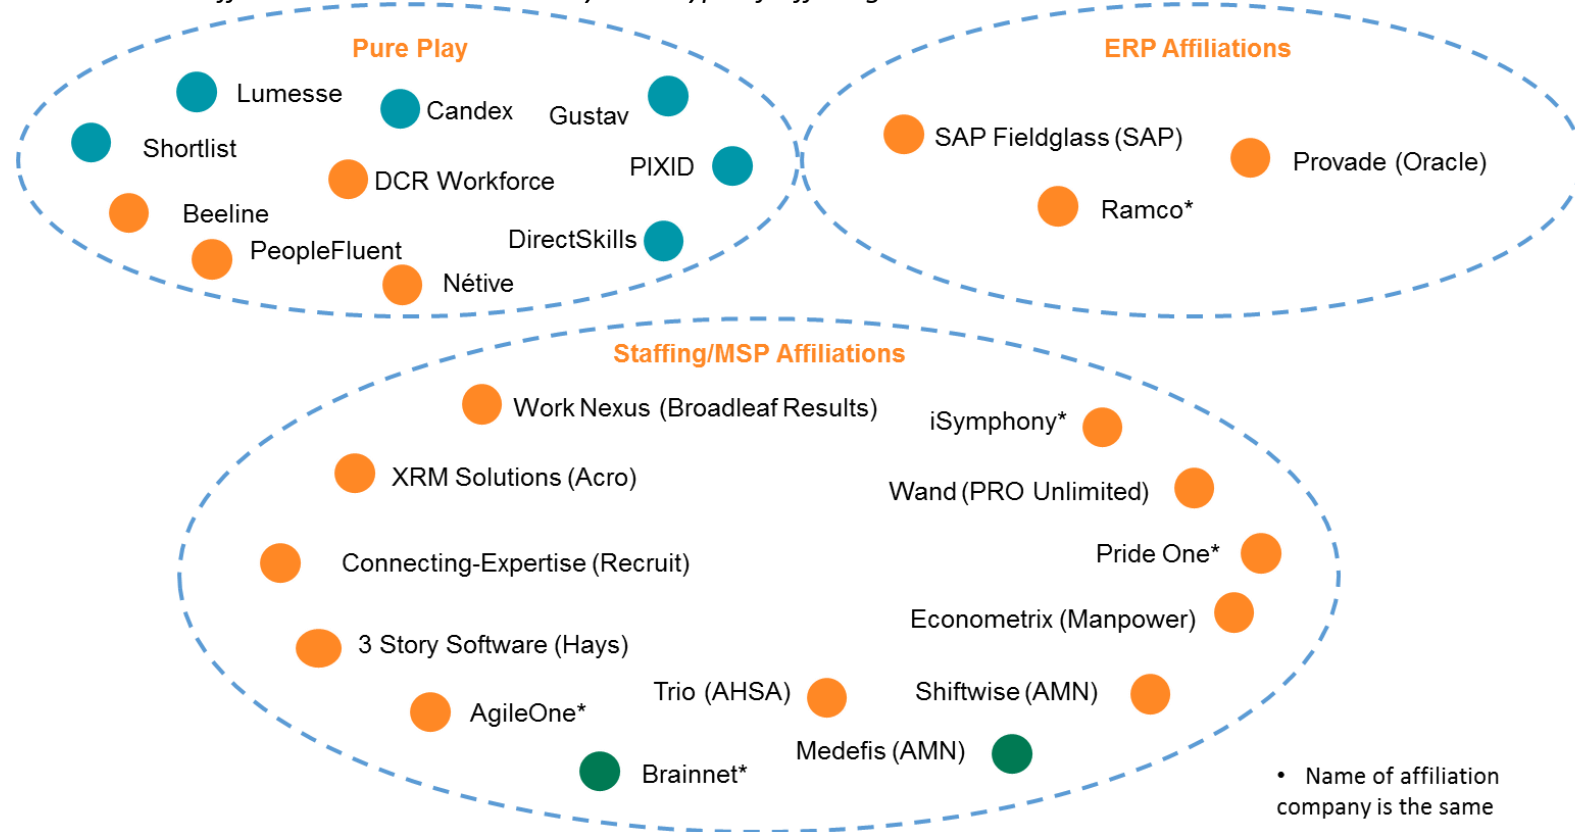 Pure Play
ERP Affiliations
Lumesse
Candex
Gustav
Shortlist
PIXID
DCR Workforce
Beeline
DirectSkills
PeopleFluent
Nétive
SAP Fieldglass (SAP)
Provade (Oracle)
Ramco*
Staffing/MSP Affiliations
Work Nexus (Broadleaf Results)
iSymphony*
XRM Solutions (Acro)
Wand (PRO Unlimited)
Connecting-Expertise (Recruit)
Pride One*
Econometrix (Manpower)
3 Story Software (Hays)
Trio (AHSA)
Shiftwise (AMN)
AgileOne*
Medefis (AMN)
Brainnet*
• Name of affiliation
company is the same